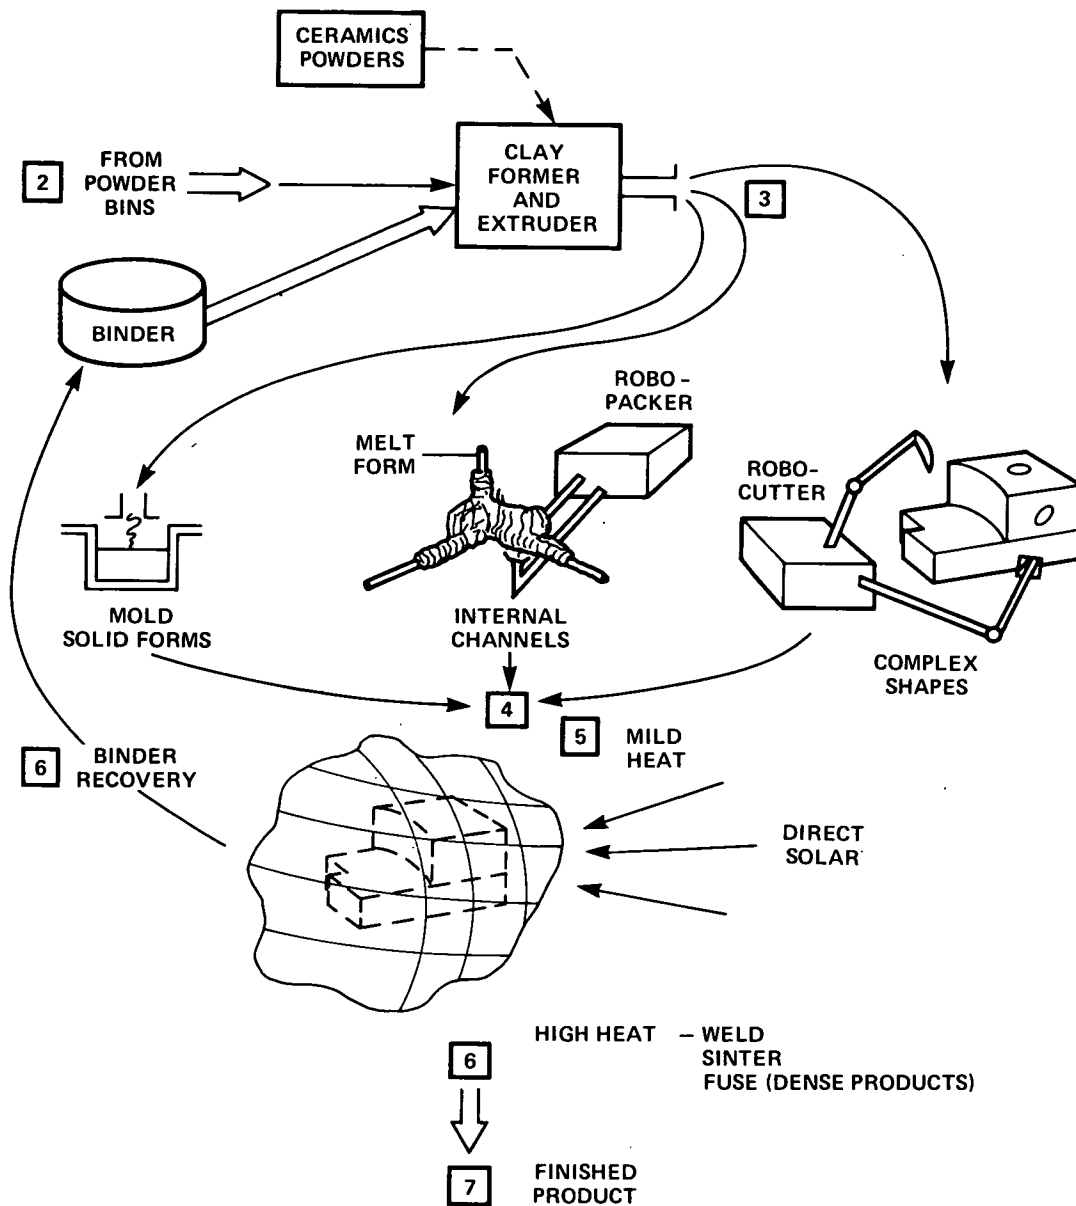 CERAMICS
POWDERS
CLAY
FORMER
AND
EXTRUDER
2
FROM
POWDER
BINS
3
BINDER
ROBO-
PACKER
MELT
FORM
ROBO-
CUTTER
MOLD
SOLID FORMS
INTERNAL
CHANNELS
COMPLEX
SHAPES
4
5
MILD
HEAT
6
BINDER
RECOVERY
DIRECT
SOLAR
HIGH HEAT – WELD
SINTER
FUSE (DENSE PRODUCTS)
6
7
FINISHED
PRODUCT